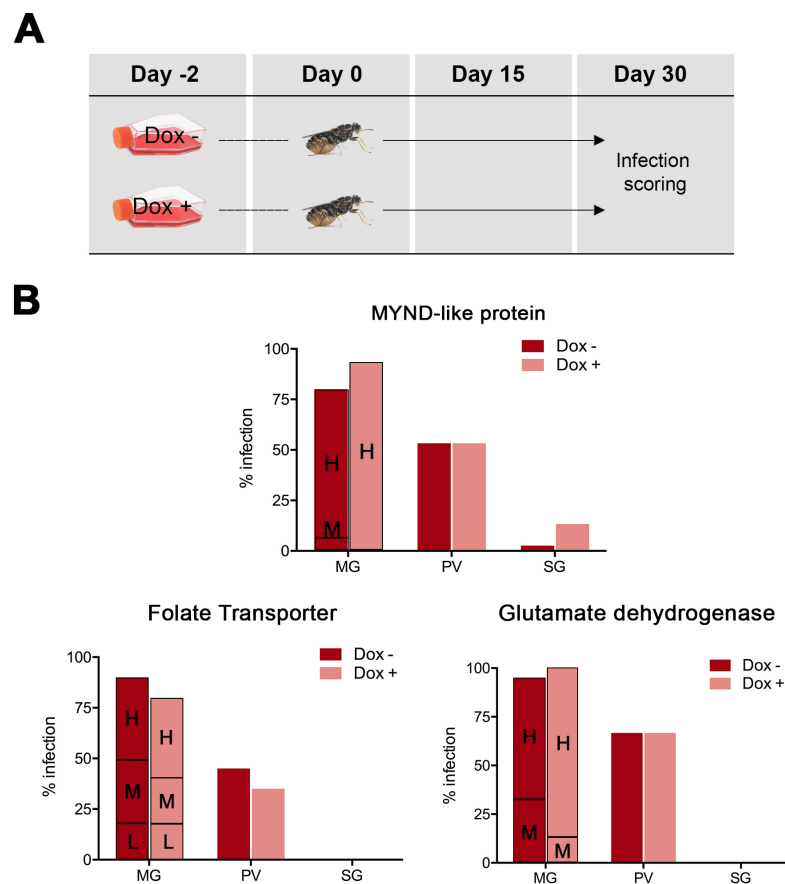 A
Day -2 Day 0 Day 15 Day 30
Dox -
Dox +
Infection
scoring
B
MYND-like protein
Dox -
Dox +
% infection
100
75
50
25
0
H
M
H
MG PV SG
Folate Transporter
Dox -
Dox +
% infection
100
75
50
25
0
H
M
L
H
M
L
MG PV SG
Glutamate dehydrogenase
Dox -
Dox +
% infection
100
75
50
25
0
H
M
H
M
MG PV SG